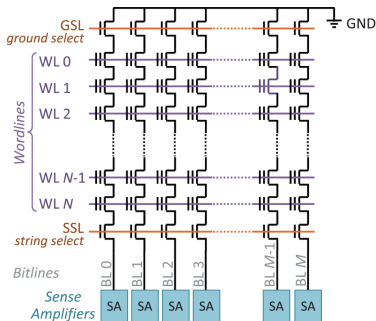 GSL
ground select
GND
WL 0
WL 1
WL 2
Wordlines
WL N-1
WL N
SSL
string select
Bitlines
BL 0
BL 1
BL 2
BL 3
BL M-1
BL M
Sense
Amplifiers
SA
SA
SA
SA
SA
SA